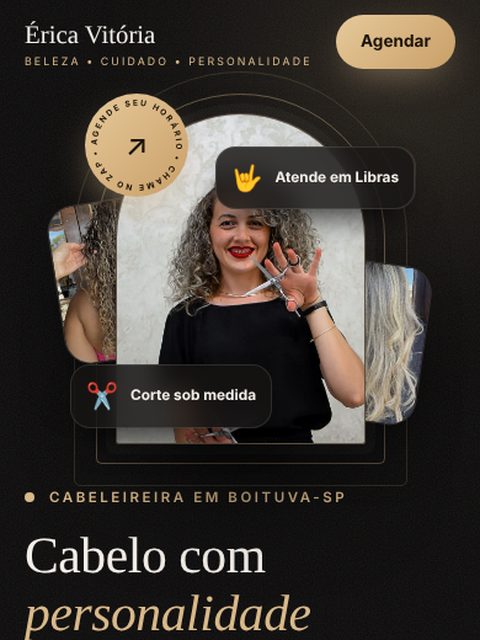 Érica Vitória
BELEZA • CUIDADO • PERSONALIDADE
Agendar
AGENDE SEU HORÁRIO • CHAME NO ZAP •
Atende em Libras
Corte sob medida
CABELEIREIRA EM BOITUVA-SP
Cabelo com
personalidade